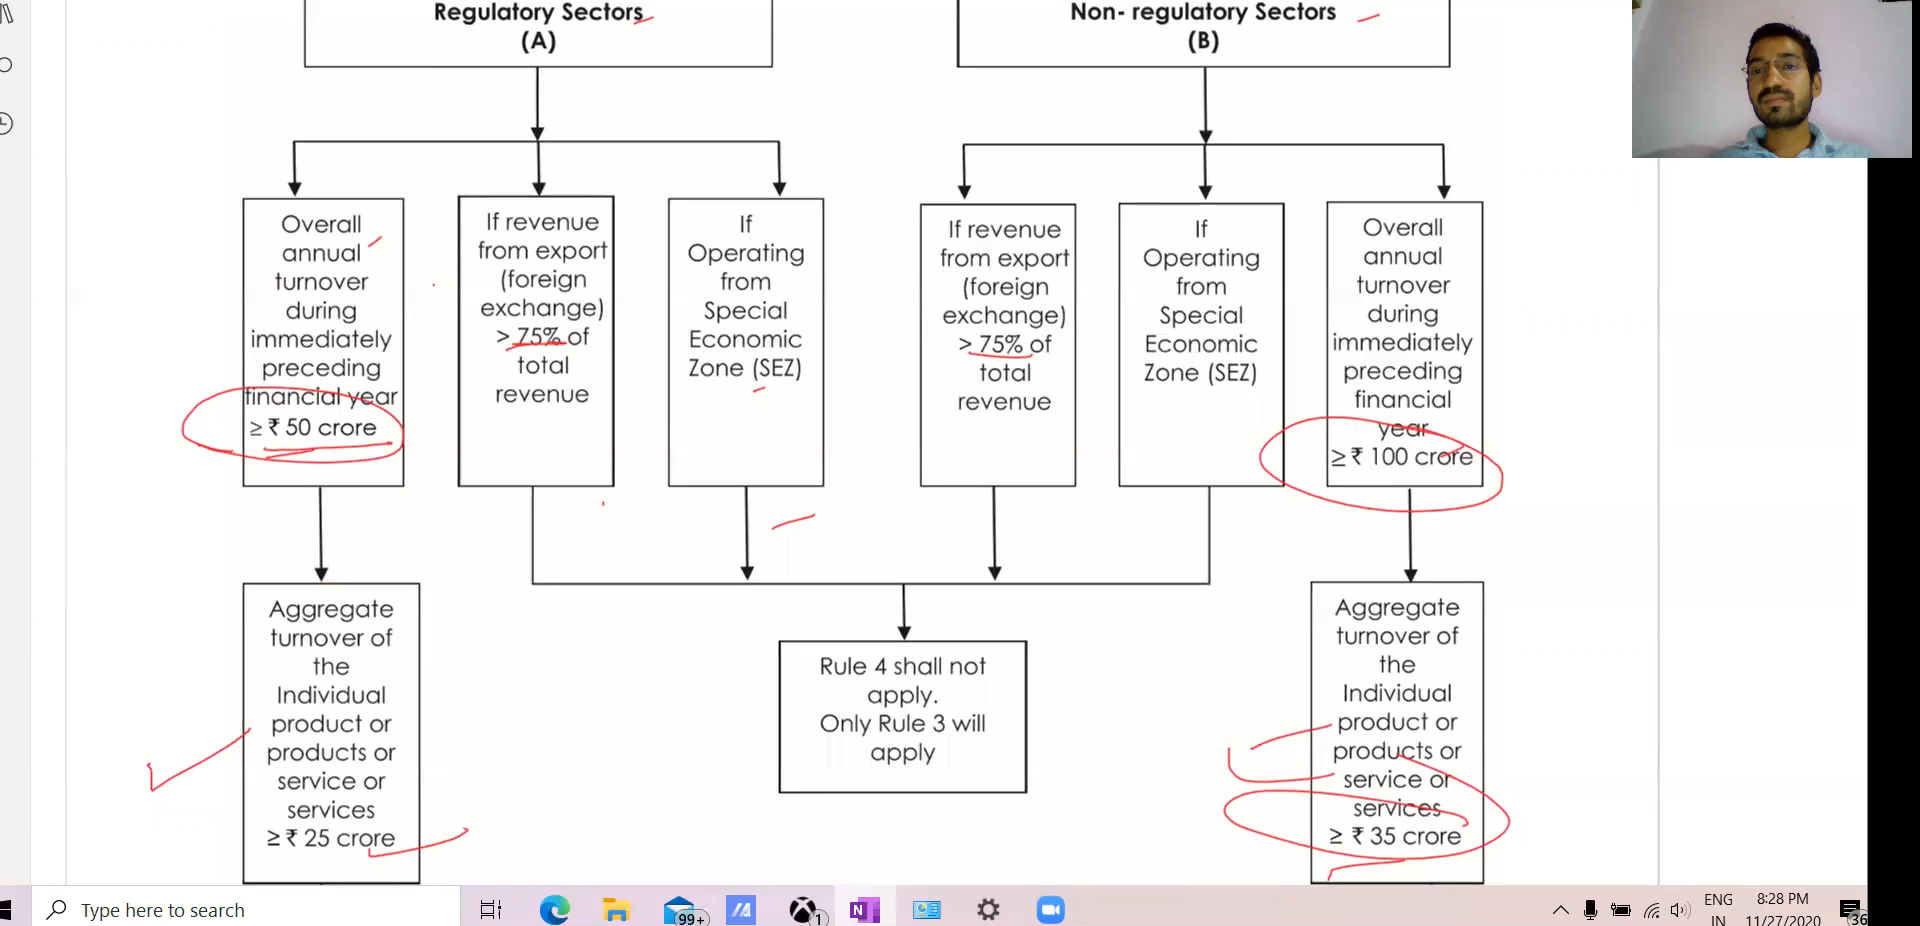 Regulatory Sectors
(A)
Non- regulatory Sectors
(B)
Overall
annual
turnover
during
immediately
preceding
financial year
≥ ₹ 50 crore
If revenue
from export
(foreign
exchange)
> 75% of
total
revenue
If
Operating
from
Special
Economic
Zone (SEZ)
If revenue
from export
(foreign
exchange)
> 75% of
total
revenue
If
Operating
from
Special
Economic
Zone (SEZ)
Overall
annual
turnover
during
immediately
preceding
financial
year
≥ ₹ 100 crore
Aggregate
turnover of
the
Individual
product or
products or
service or
services
≥ ₹ 25 crore
Rule 4 shall not
apply.
Only Rule 3 will
apply
Aggregate
turnover of
the
Individual
product or
products or
service or
services
≥ ₹ 35 crore
Type here to search
99+
1
N
ENG
IN
8:28 PM
11/27/2020
36